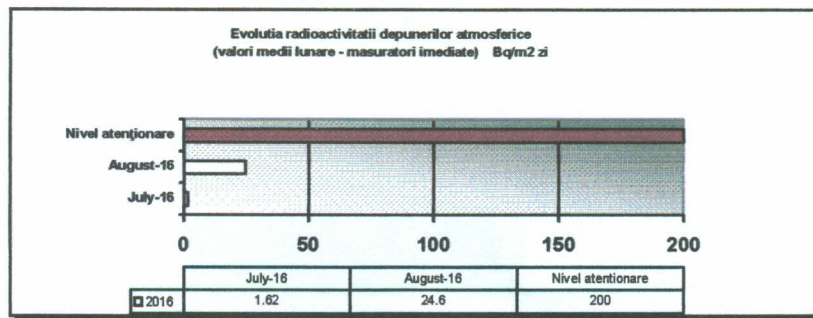 Evolutia radioactivitatii depunerilor atmosferice
(valori medii lunare - masuratori imediate) Bq/m2 zi
Nivel atenţionare
August-16
July-16
0 50 100 150 200
July-16 August-16 Nivel atentionare
2016 1.62 24.6 200